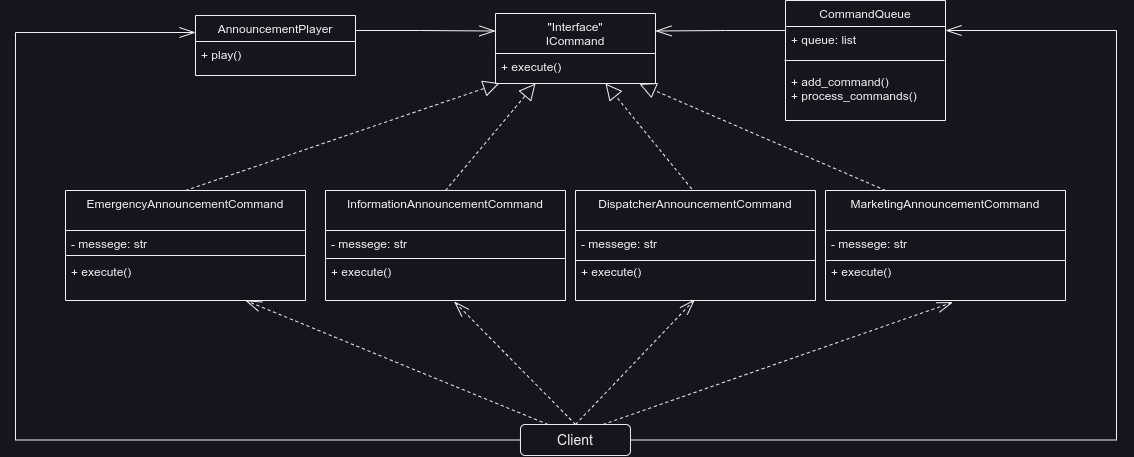 AnnouncementPlayer
+ play()
"Interface"
ICommand
+ execute()
CommandQueue
+ queue: list
+ add_command()
+ process_commands()
EmergencyAnnouncementCommand
- messege: str
+ execute()
InformationAnnouncementCommand
- messege: str
+ execute()
DispatcherAnnouncementCommand
- messege: str
+ execute()
MarketingAnnouncementCommand
- messege: str
+ execute()
Client